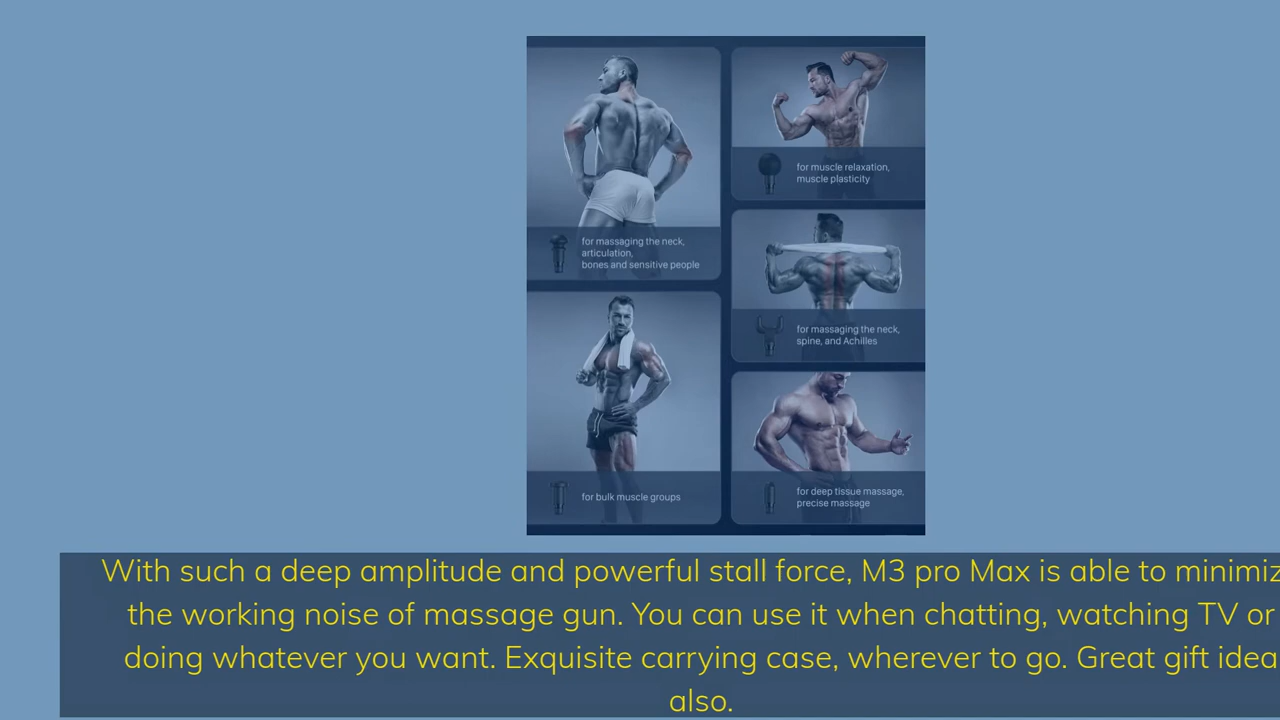 for massaging the neck,
articulation,
bones and sensitive people
for muscle relaxation,
muscle plasticity
for massaging the neck,
spine, and Achilles
for bulk muscle groups
for deep tissue massage,
precise massage
With such a deep amplitude and powerful stall force, M3 pro Max is able to minimiz
the working noise of massage gun. You can use it when chatting, watching TV or
doing whatever you want. Exquisite carrying case, wherever to go. Great gift idea
also.